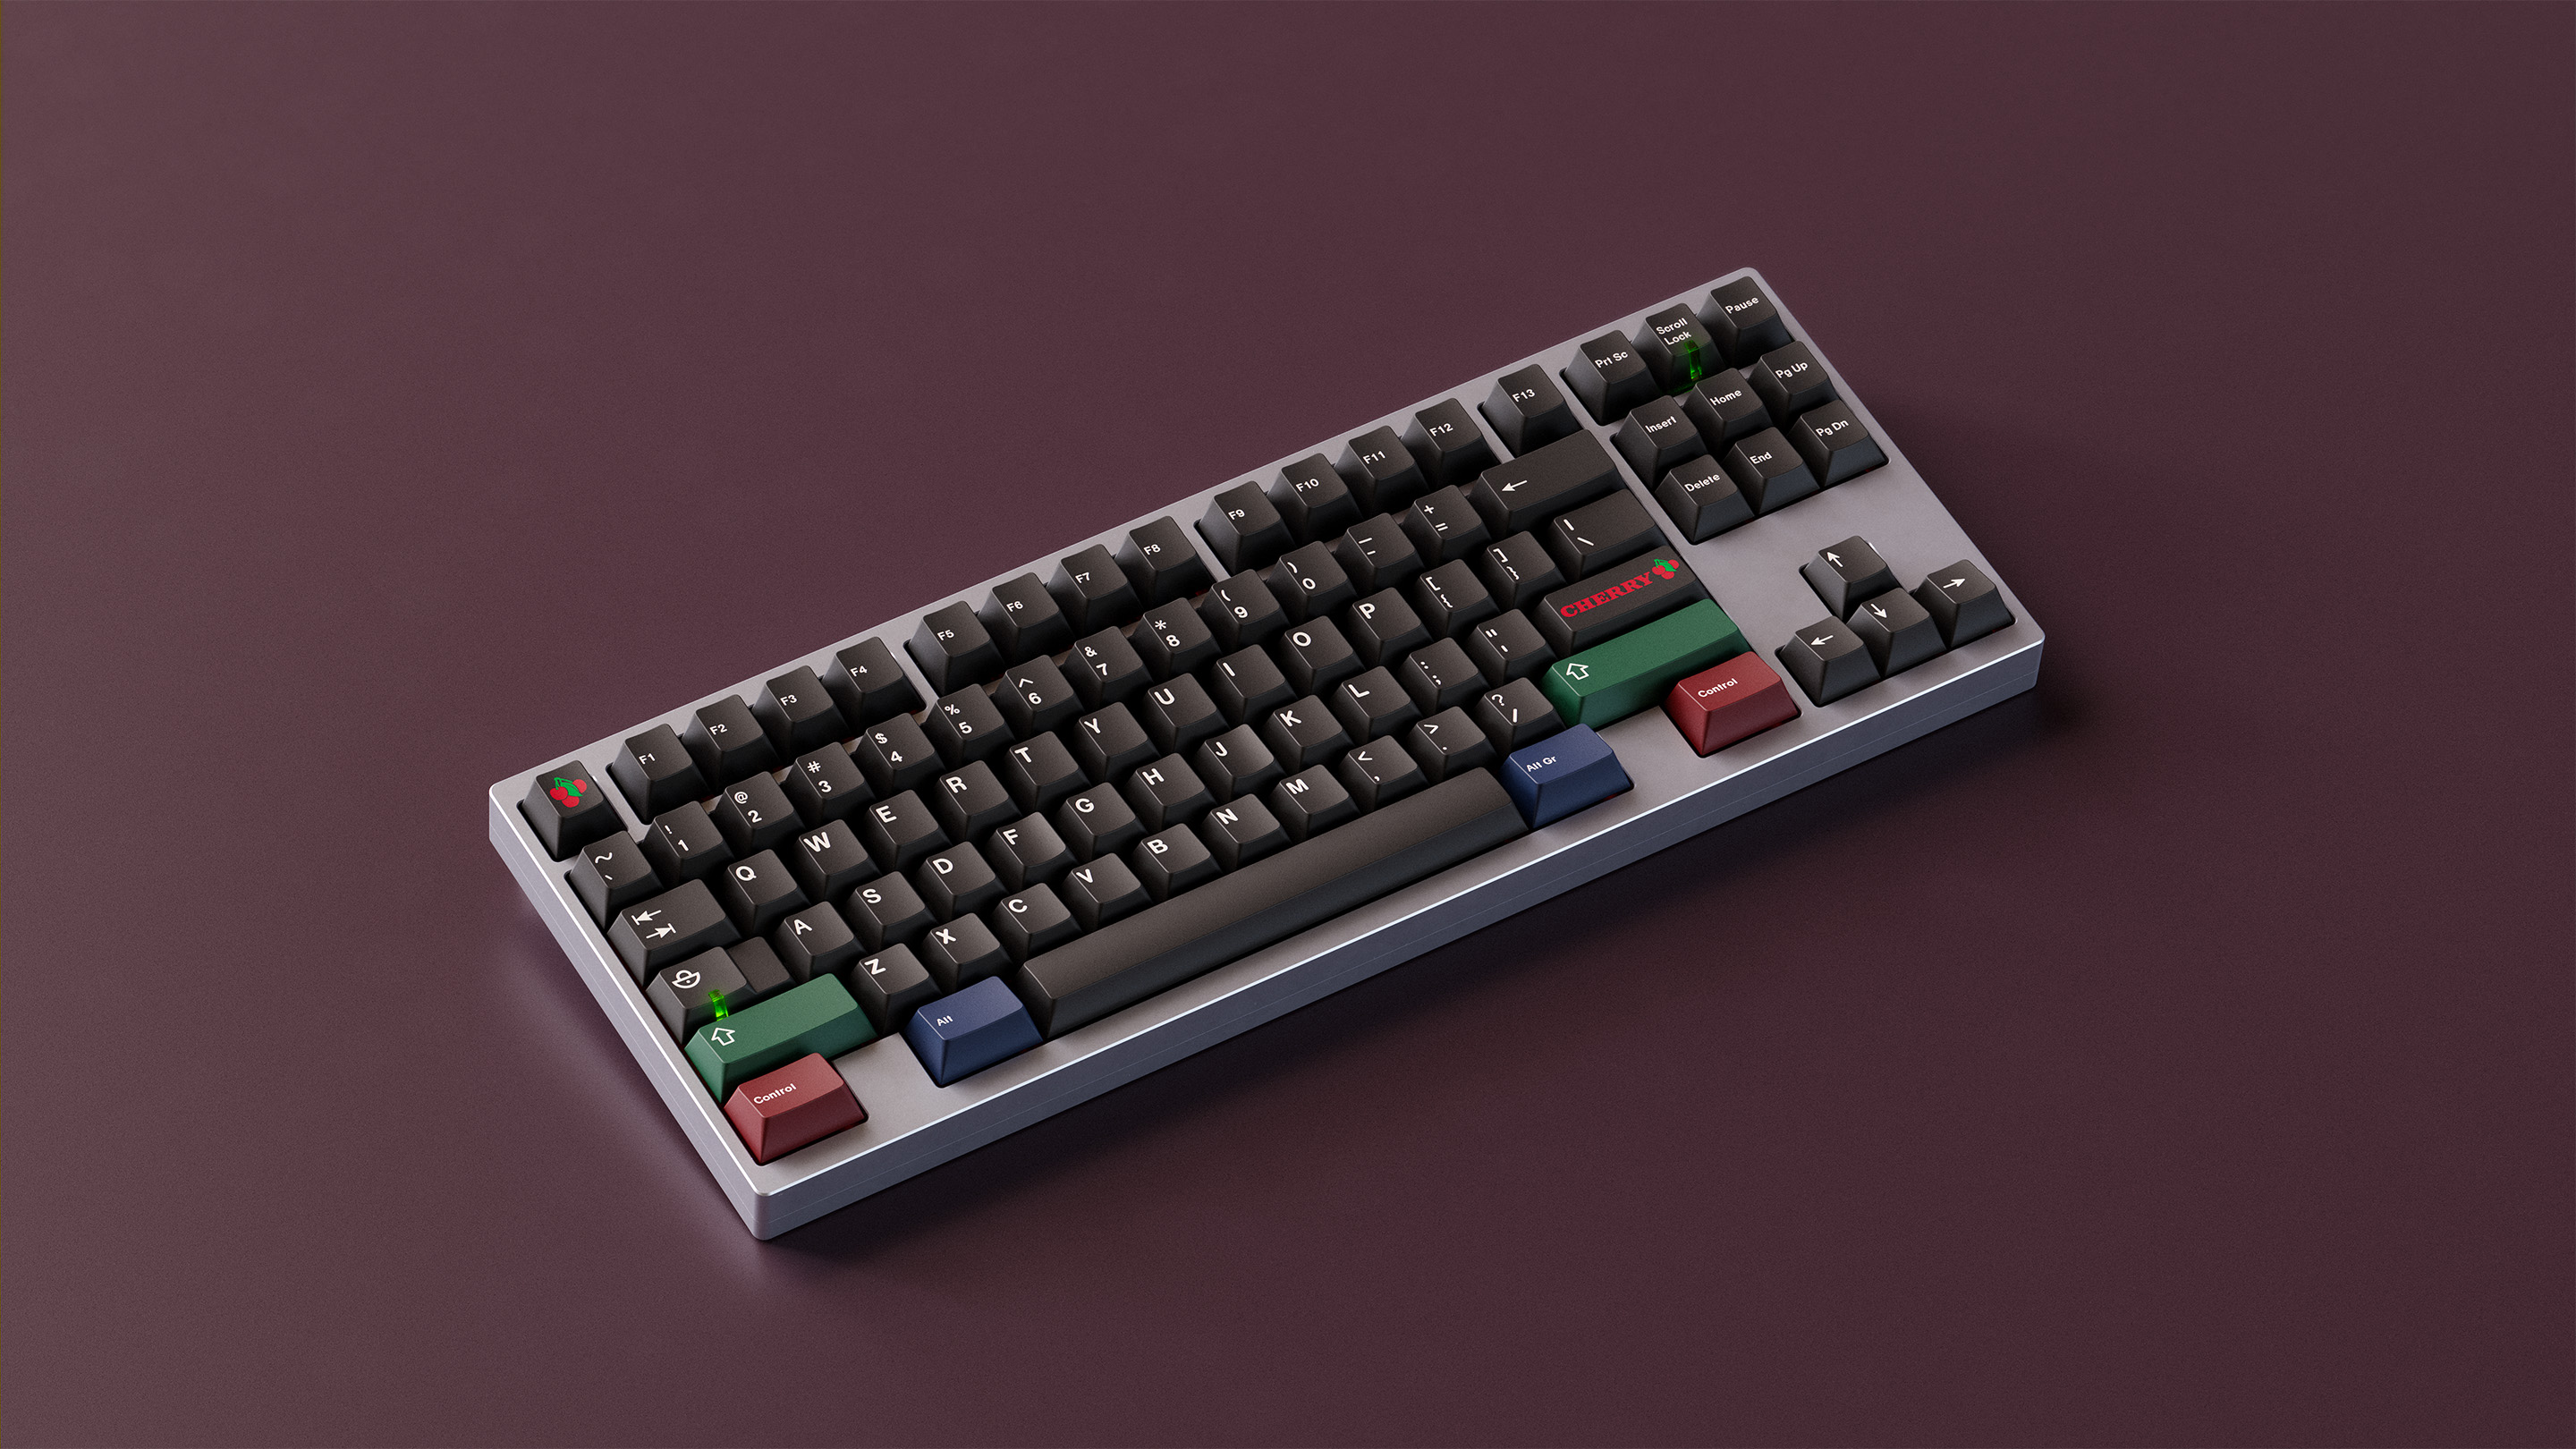 F1 F2 F3 F4 F5 F6 F7 F8 F9 F10 F11 F12 F13 Prt Sc Scroll Lock Pause
~ ` ! 1 @ 2 # 3 $ 4 % 5 ^ 6 & 7 * 8 ( 9 ) 0 — - + = ← Insert Home Pg Up
Q W E R T Y U I O P [ { ] } | \ Delete End Pg Dn
A S D F G H J K L : ; " ' CHERRY
⇧ Z X C V B N M < , > . ? / ⇧ ↑
Control Alt Alt Gr Control ← ↓ →